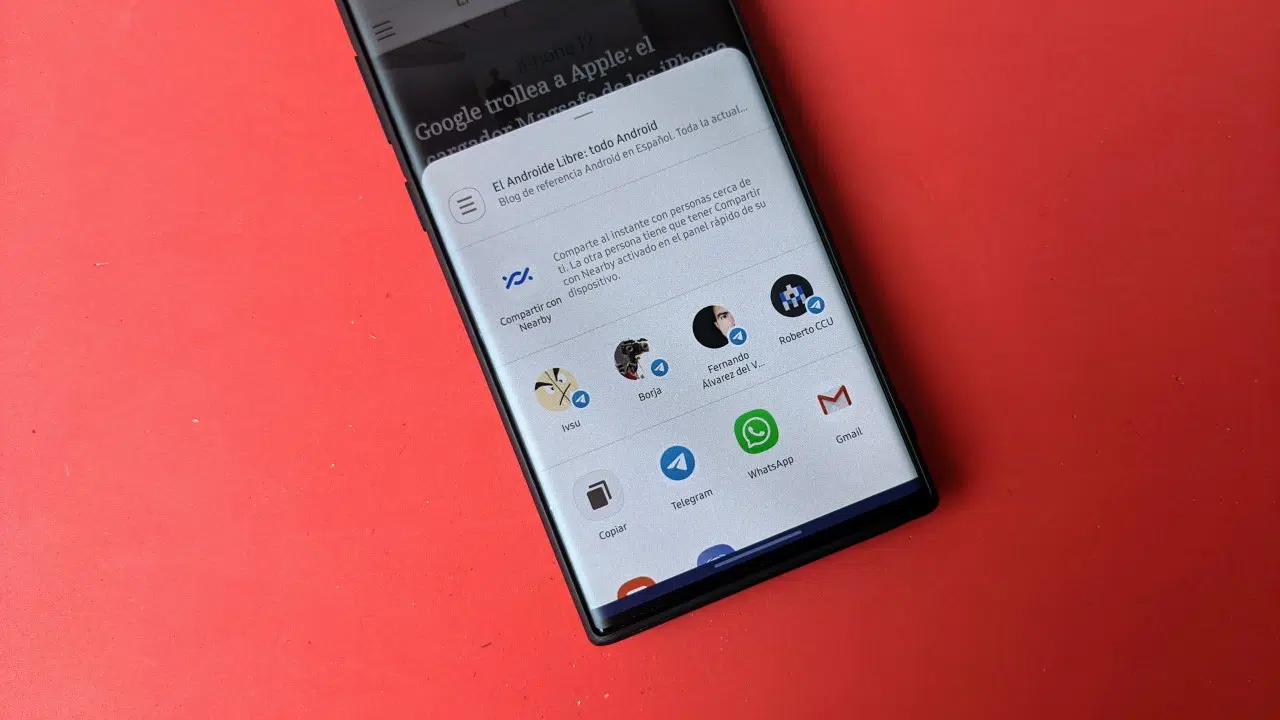 iPhone 12
Google trollea a Apple: el
cargador Magsafe de los iPhone
El Androide Libre: todo Android
Blog de referencia Android en Español. Toda la actual...
Comparte al instante con personas cerca de
ti. La otra persona tiene que tener Compartir
con Nearby activado en el panel rápido de su
dispositivo.
Compartir con
Nearby
Ivsu
Borja
Fernando
Álvarez del V...
Roberto CCU
Copiar
Telegram
WhatsApp
Gmail